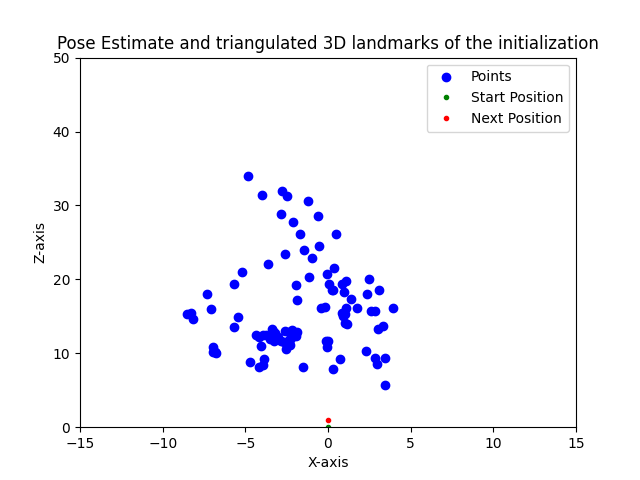 Pose Estimate and triangulated 3D landmarks of the initialization
50
40
30
20
10
0
Z-axis
Points
Start Position
Next Position
−15 −10 −5 0 5 10 15
X-axis